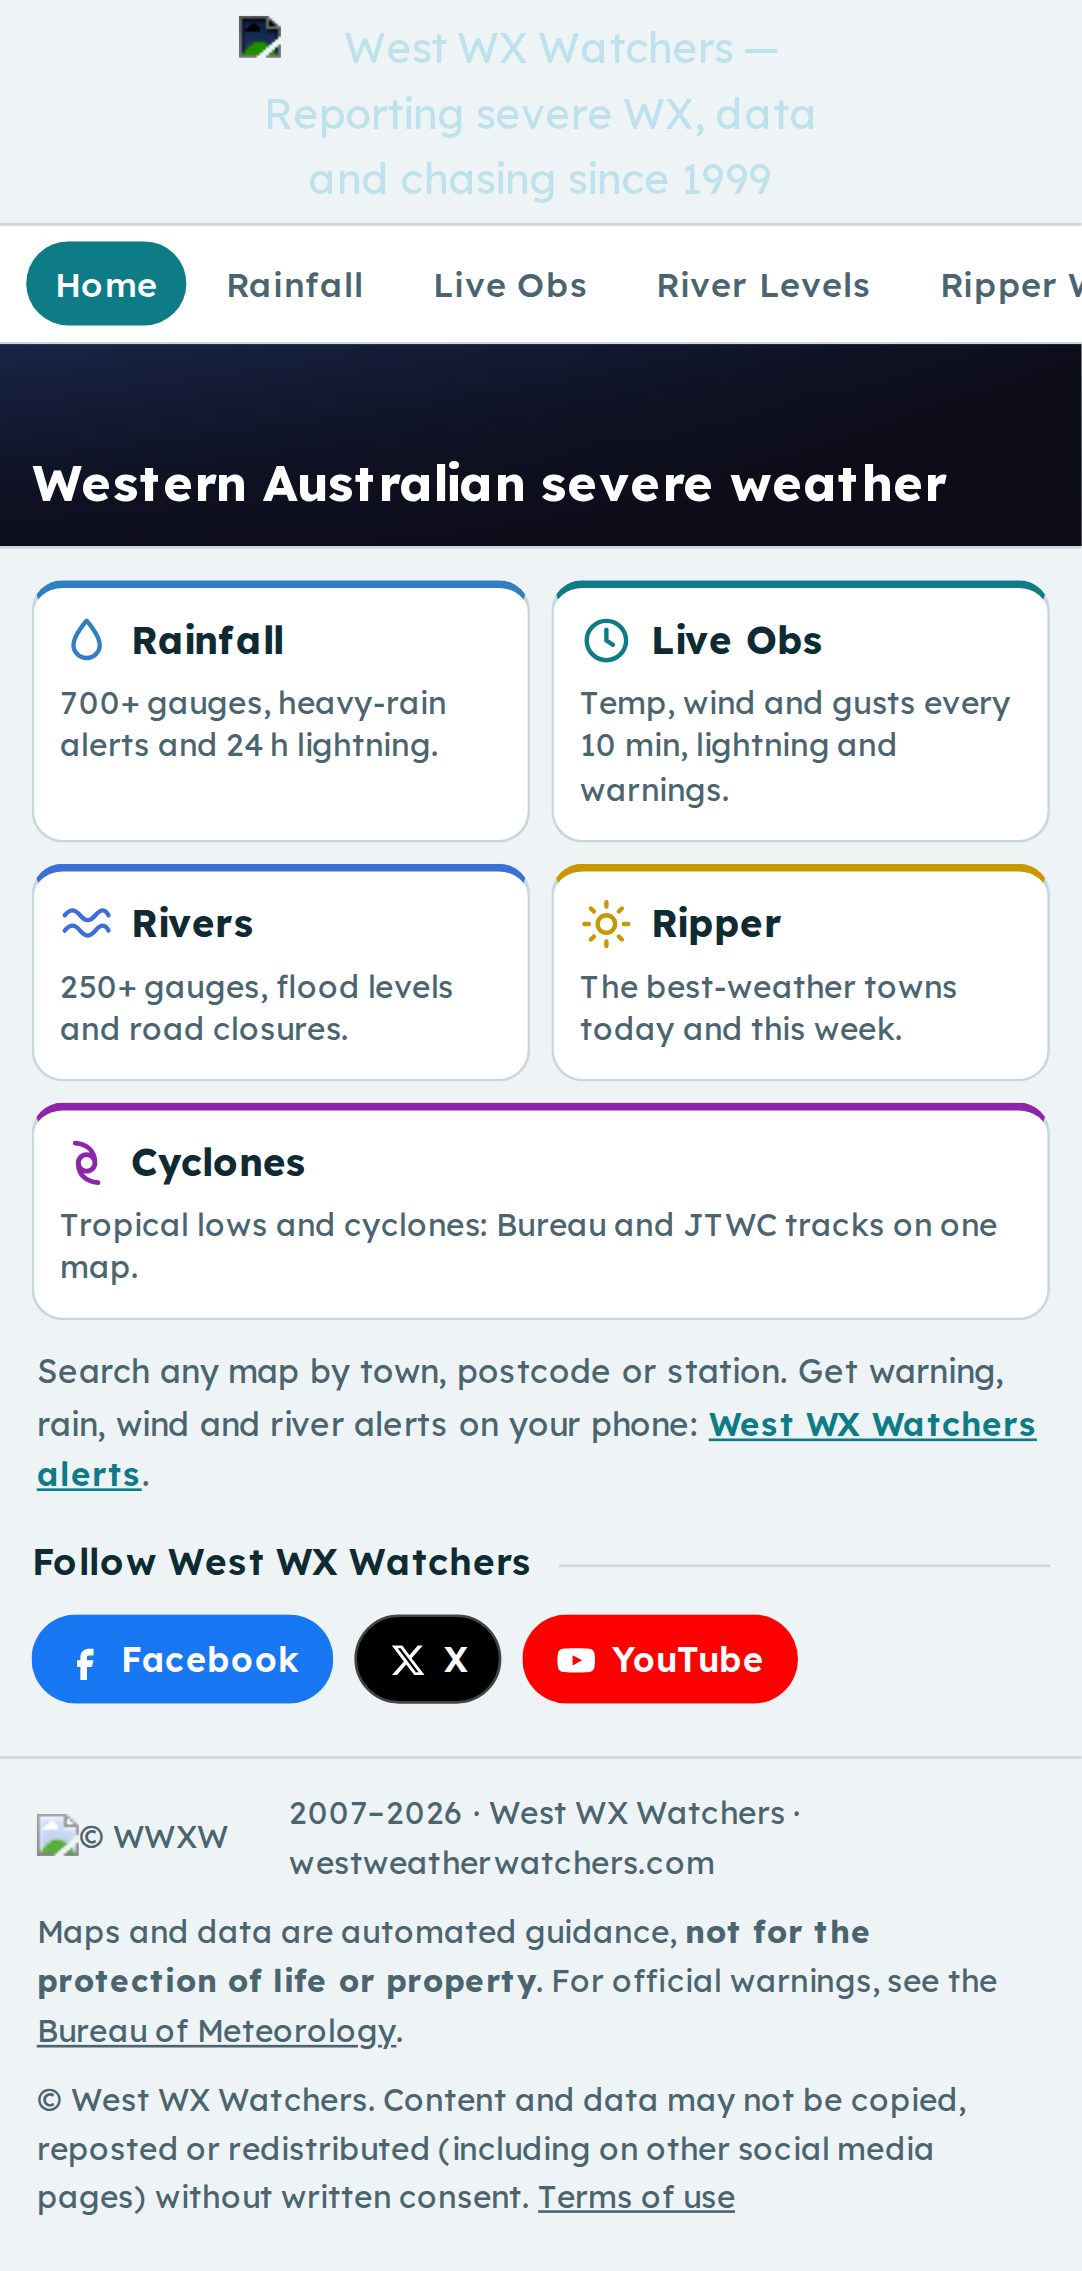 West WX Watchers —
Reporting severe WX, data
and chasing since 1999
Home Rainfall Live Obs River Levels Ripper
Western Australian severe weather
Rainfall
700+ gauges, heavy-rain
alerts and 24 h lightning.
Live Obs
Temp, wind and gusts every
10 min, lightning and
warnings.
Rivers
250+ gauges, flood levels
and road closures.
Ripper
The best-weather towns
today and this week.
Cyclones
Tropical lows and cyclones: Bureau and JTWC tracks on one
map.
Search any map by town, postcode or station. Get warning,
rain, wind and river alerts on your phone: West WX Watchers
alerts.
Follow West WX Watchers
Facebook X YouTube
© WWXW
2007–2026 · West WX Watchers ·
westweatherwatchers.com
Maps and data are automated guidance, not for the
protection of life or property. For official warnings, see the
Bureau of Meteorology.
© West WX Watchers. Content and data may not be copied,
reposted or redistributed (including on other social media
pages) without written consent. Terms of use